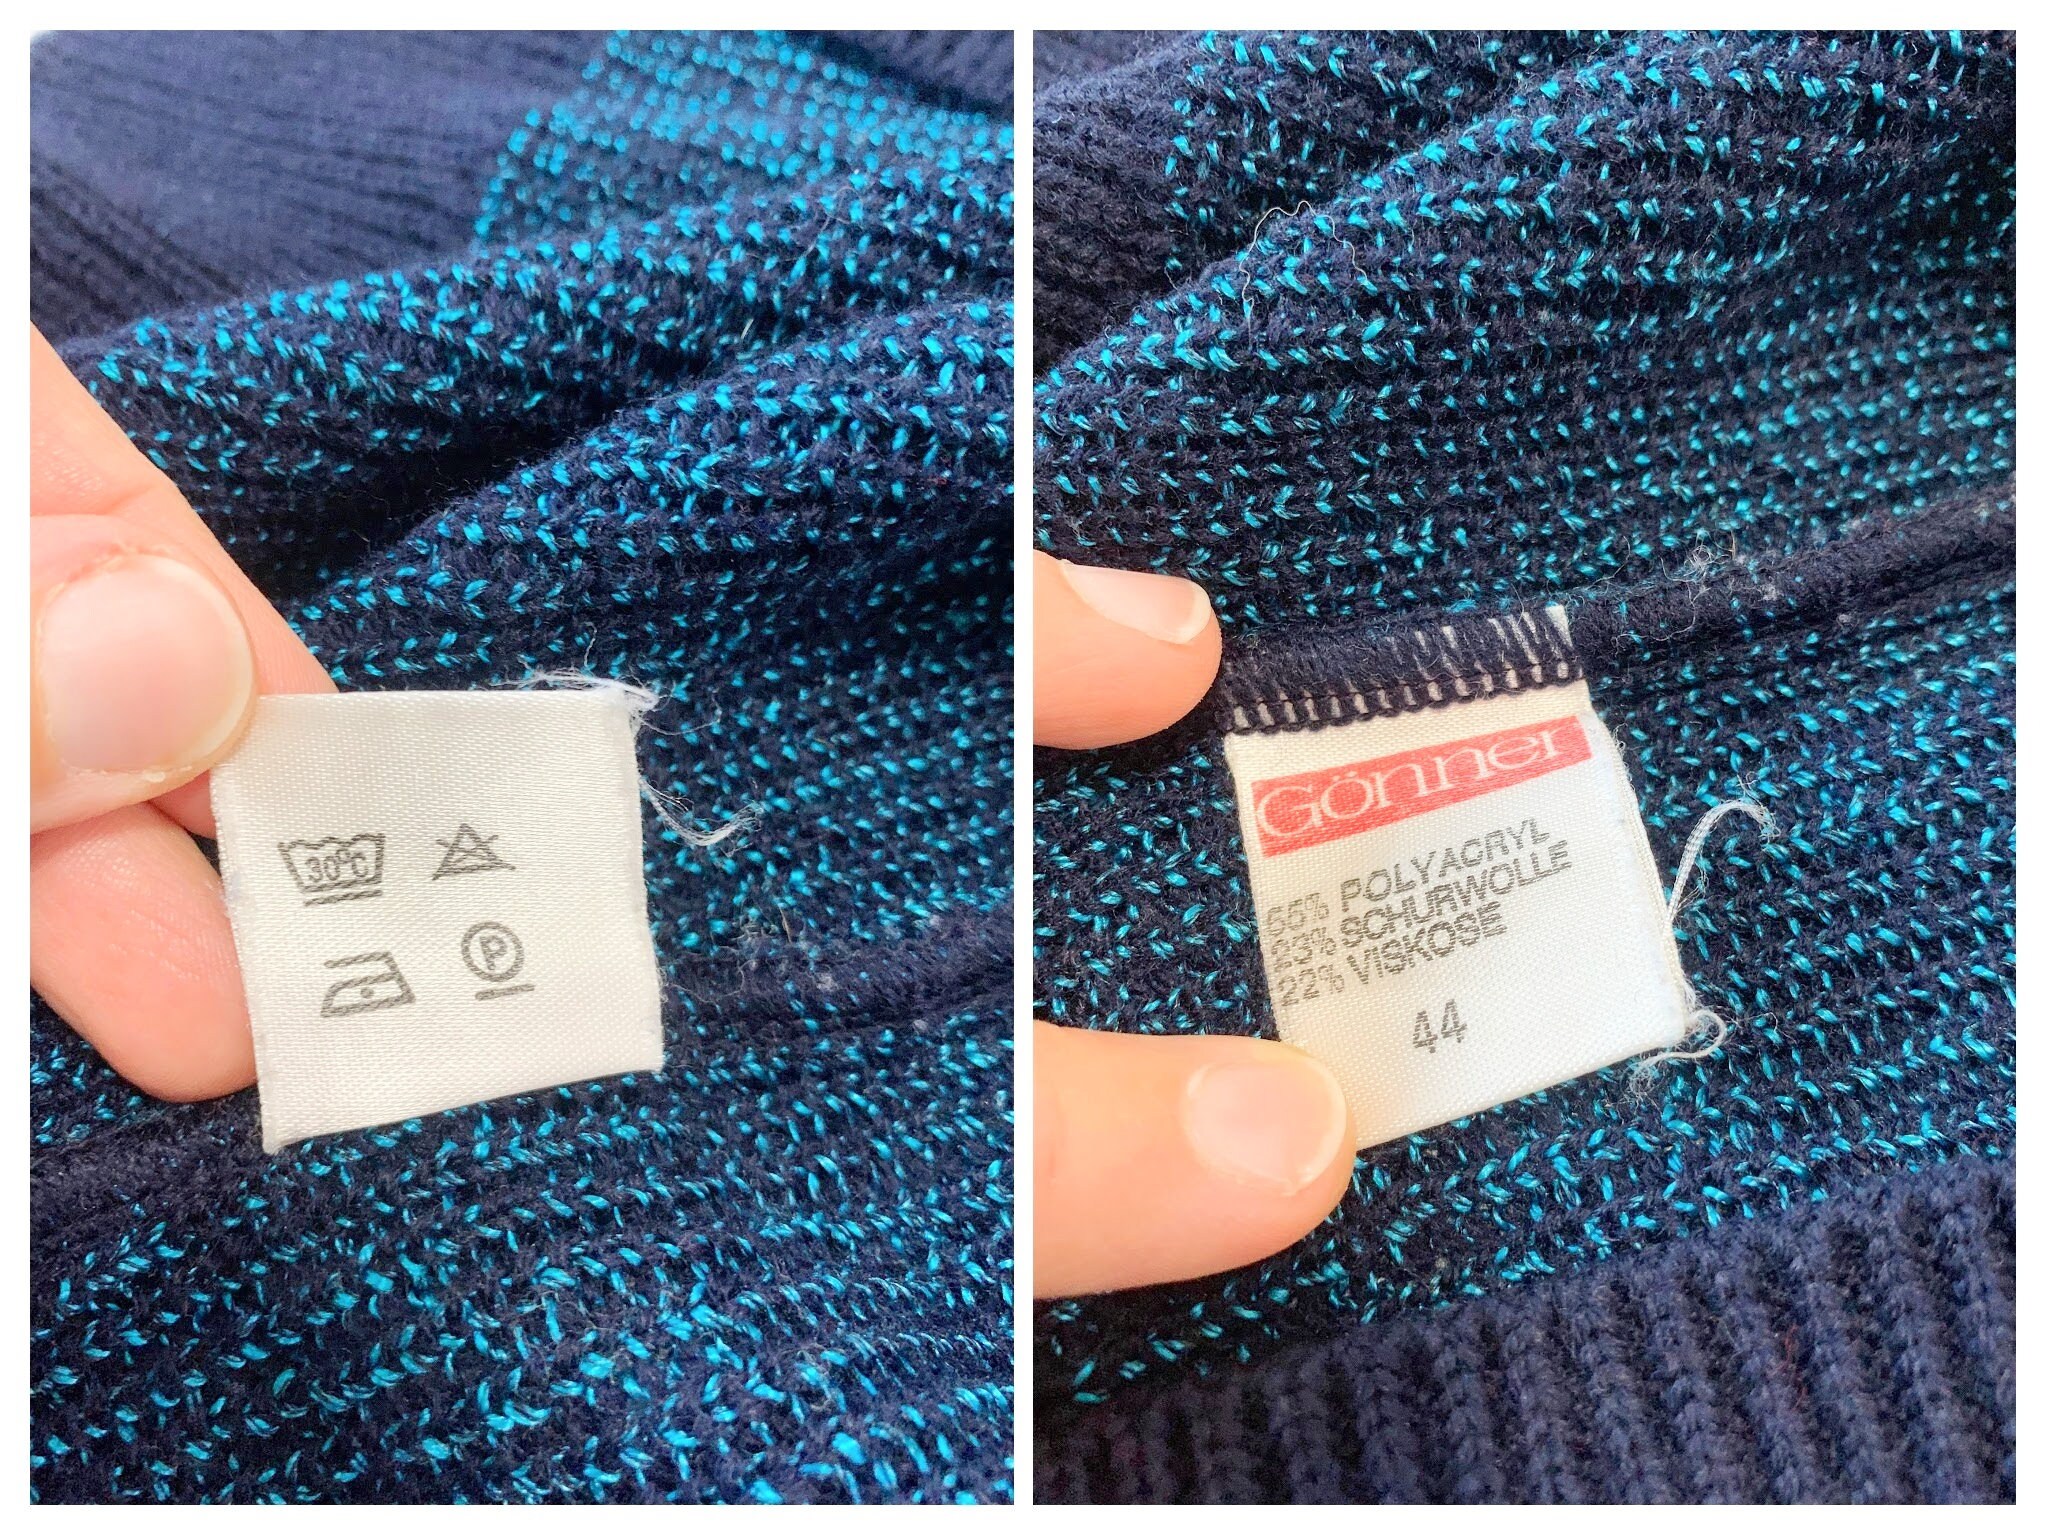 30°C
P
Gönner
55% POLYACRYL
23% SCHURWOLLE
22% VISKOSE
44